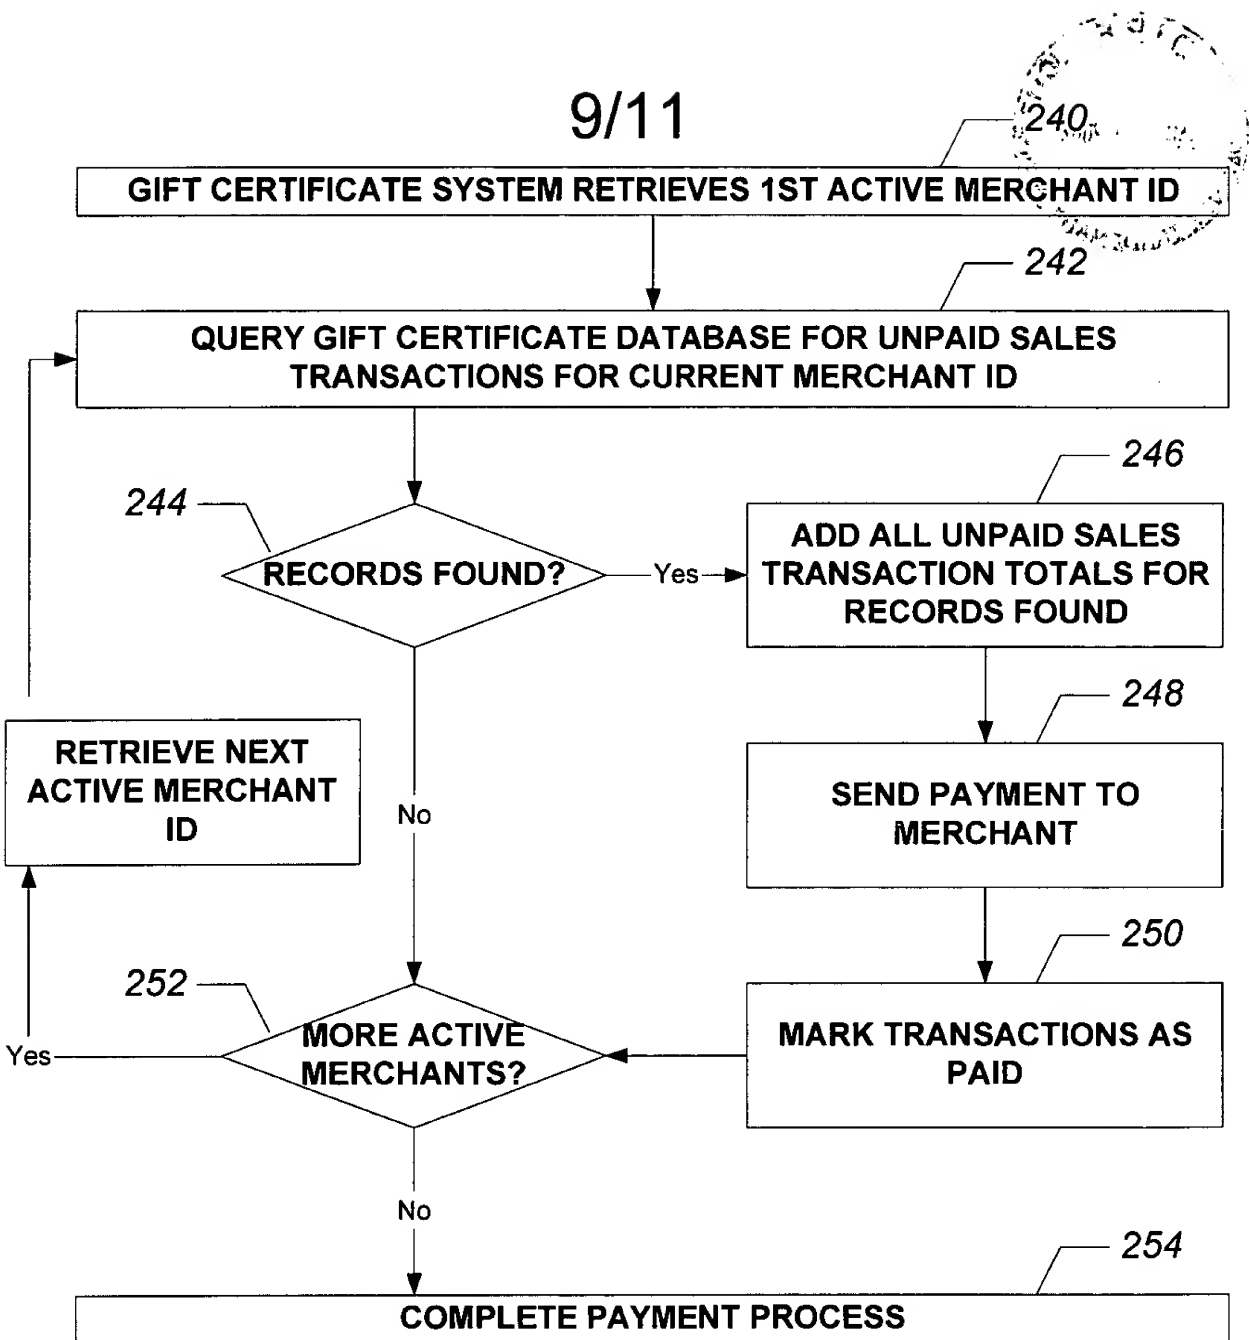 9/11
240
GIFT CERTIFICATE SYSTEM RETRIEVES 1ST ACTIVE MERCHANT ID
242
QUERY GIFT CERTIFICATE DATABASE FOR UNPAID SALES
TRANSACTIONS FOR CURRENT MERCHANT ID
244
RECORDS FOUND?
Yes
246
ADD ALL UNPAID SALES
TRANSACTION TOTALS FOR
RECORDS FOUND
248
SEND PAYMENT TO
MERCHANT
RETRIEVE NEXT
ACTIVE MERCHANT
ID
No
250
MARK TRANSACTIONS AS
PAID
252
MORE ACTIVE
MERCHANTS?
Yes
No
254
COMPLETE PAYMENT PROCESS